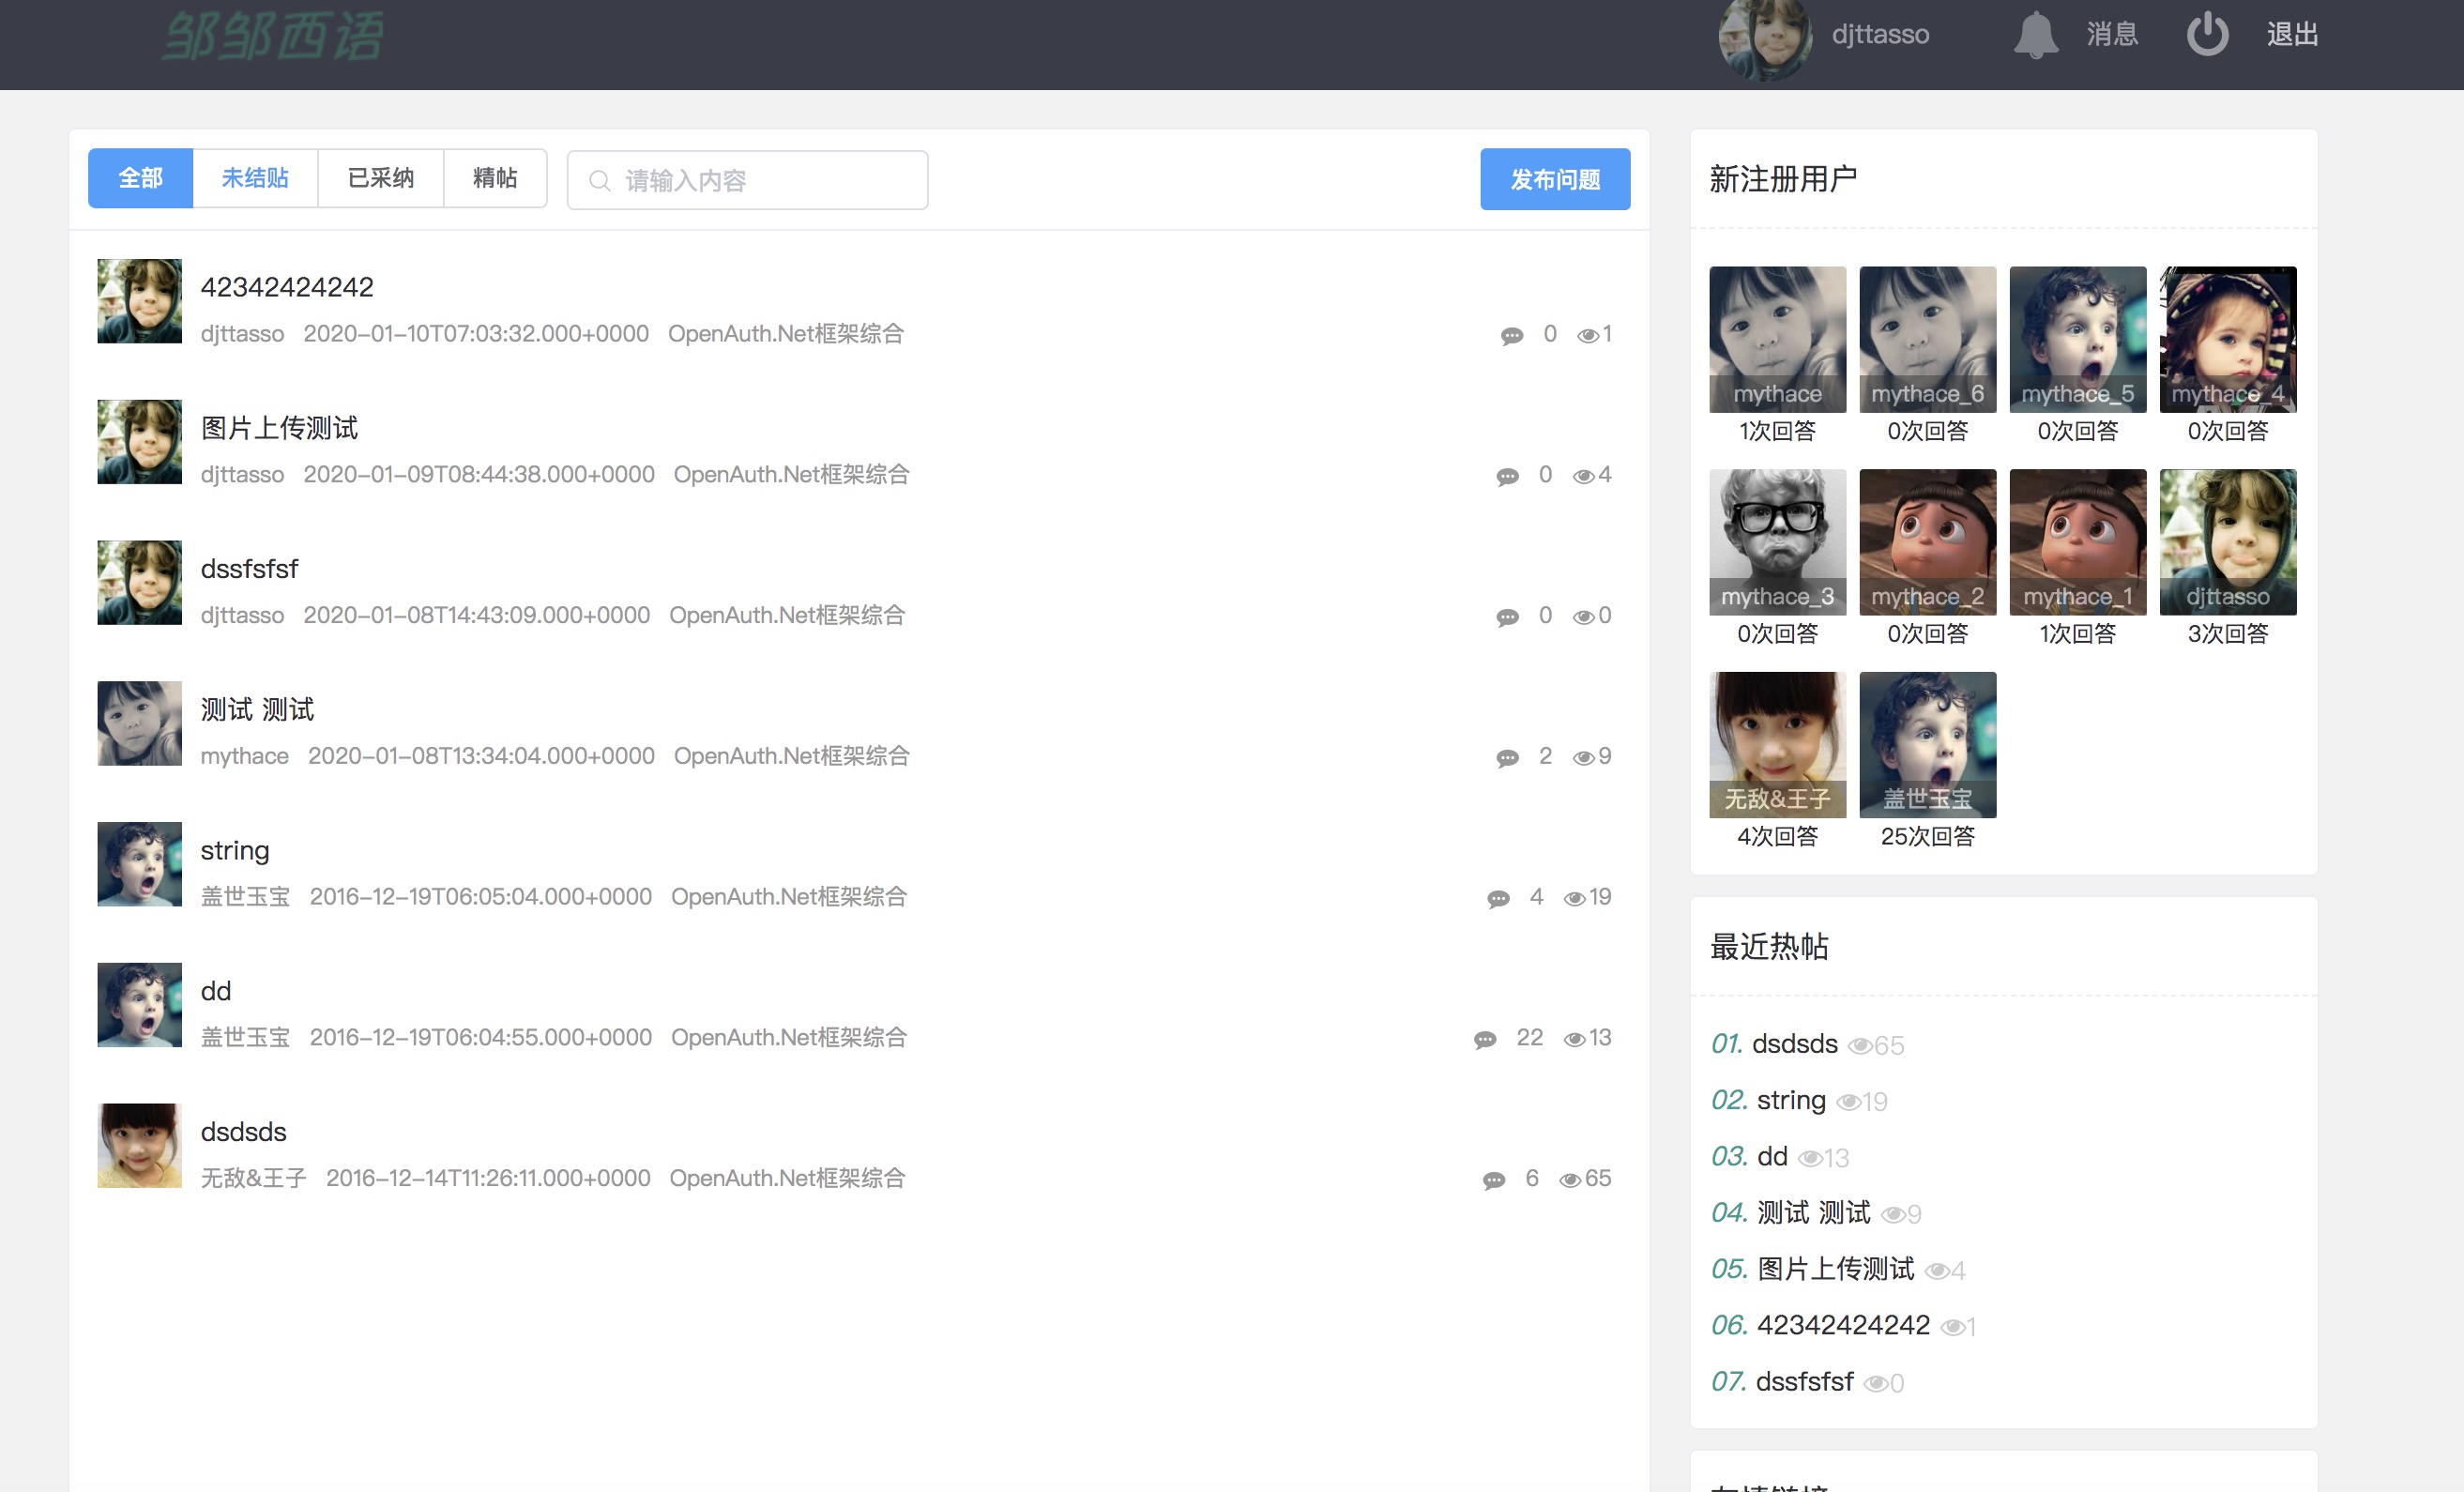 邹邹西语
djttasso 消息 退出
全部 未结贴 已采纳 精帖 请输入内容 发布问题
42342424242
djttasso 2020-01-10T07:03:32.000+0000 OpenAuth.Net框架综合 0 1
图片上传测试
djttasso 2020-01-09T08:44:38.000+0000 OpenAuth.Net框架综合 0 4
dssfsfsf
djttasso 2020-01-08T14:43:09.000+0000 OpenAuth.Net框架综合 0 0
测试 测试
mythace 2020-01-08T13:34:04.000+0000 OpenAuth.Net框架综合 2 9
string
盖世玉宝 2016-12-19T06:05:04.000+0000 OpenAuth.Net框架综合 4 19
dd
盖世玉宝 2016-12-19T06:04:55.000+0000 OpenAuth.Net框架综合 22 13
dsdsds
无敌&王子 2016-12-14T11:26:11.000+0000 OpenAuth.Net框架综合 6 65
新注册用户
mythace mythace_6 mythace_5 mythace_4
1次回答 0次回答 0次回答 0次回答
mythace_3 mythace_2 mythace_1 djttasso
0次回答 0次回答 1次回答 3次回答
无敌&王子 盖世玉宝
4次回答 25次回答
最近热帖
01. dsdsds 65
02. string 19
03. dd 13
04. 测试 测试 9
05. 图片上传测试 4
06. 42342424242 1
07. dssfsfsf 0